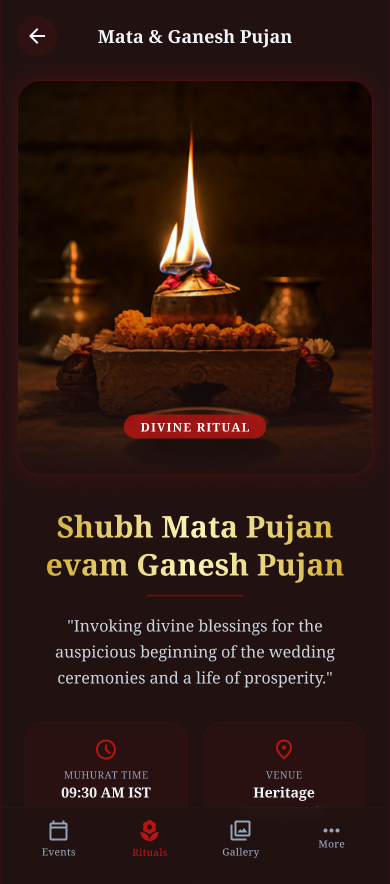 Mata & Ganesh Pujan
DIVINE RITUAL
Shubh Mata Pujan
evam Ganesh Pujan
"Invoking divine blessings for the
auspicious beginning of the wedding
ceremonies and a life of prosperity."
MUHURAT TIME
09:30 AM IST
VENUE
Heritage
Events
Rituals
Gallery
More